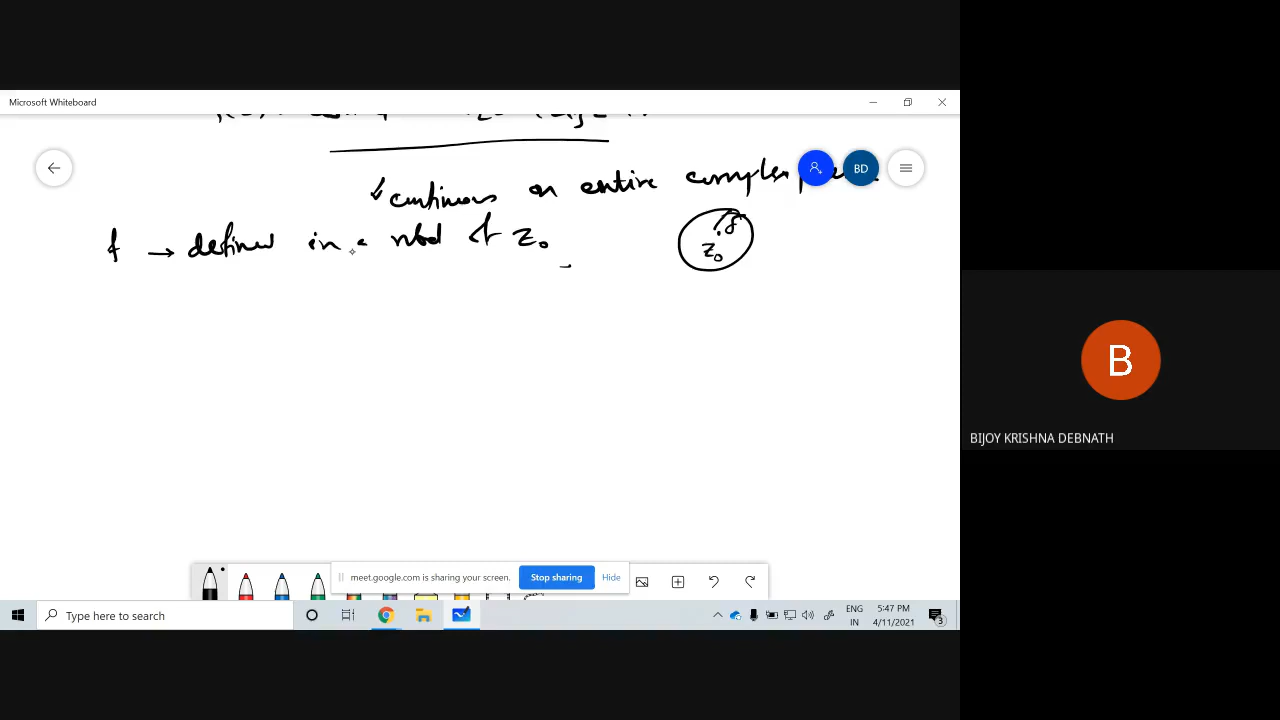 Microsoft Whiteboard
continuous on entire complex
BD
f → defined in a nbd of z₀
δ
z₀
B
BIJOY KRISHNA DEBNATH
meet.google.com is sharing your screen.
Stop sharing
Hide
Type here to search
ENG
IN
5:47 PM
4/11/2021
3